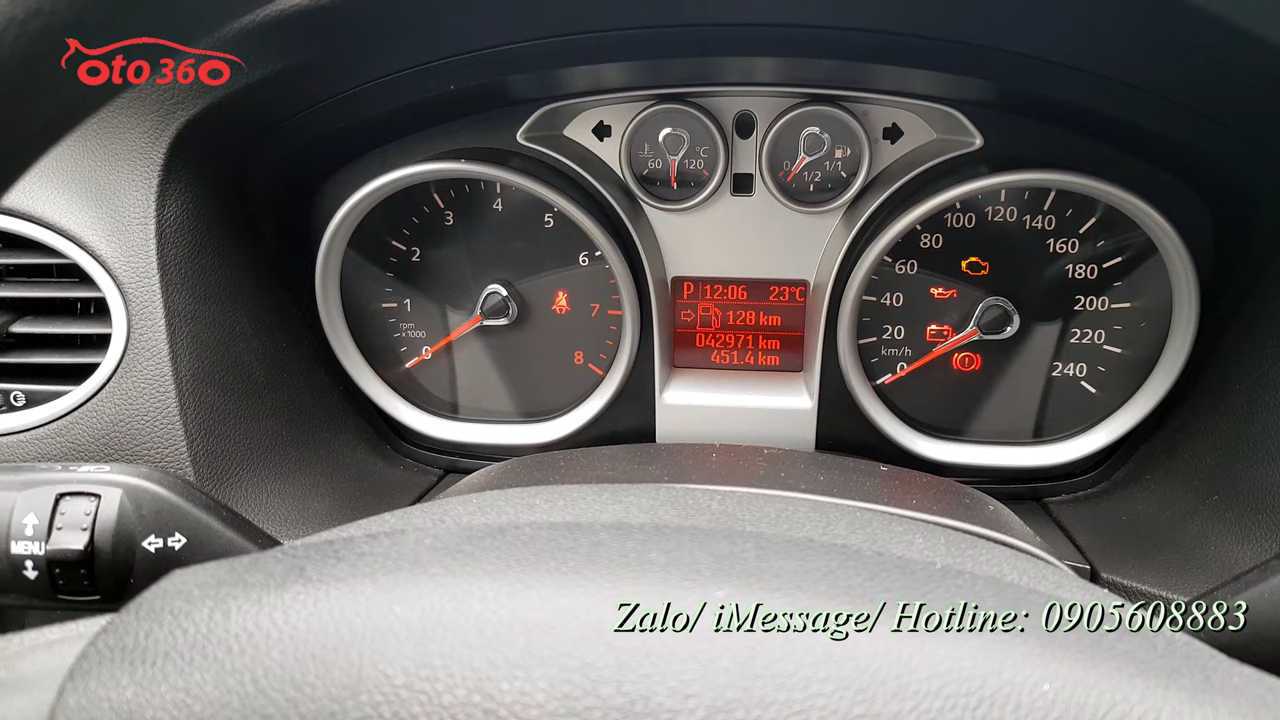 oto360
60 120 °C
0 1/2 1/1
0 1 2 3 4 5 6 7 8
rpm
x1000
P 12:06 23°C
128 km
042971 km
451.4 km
0 20 40 60 80 100 120 140 160 180 200 220 240
km/h
MENU
Zalo/ iMessage/ Hotline: 0905608883